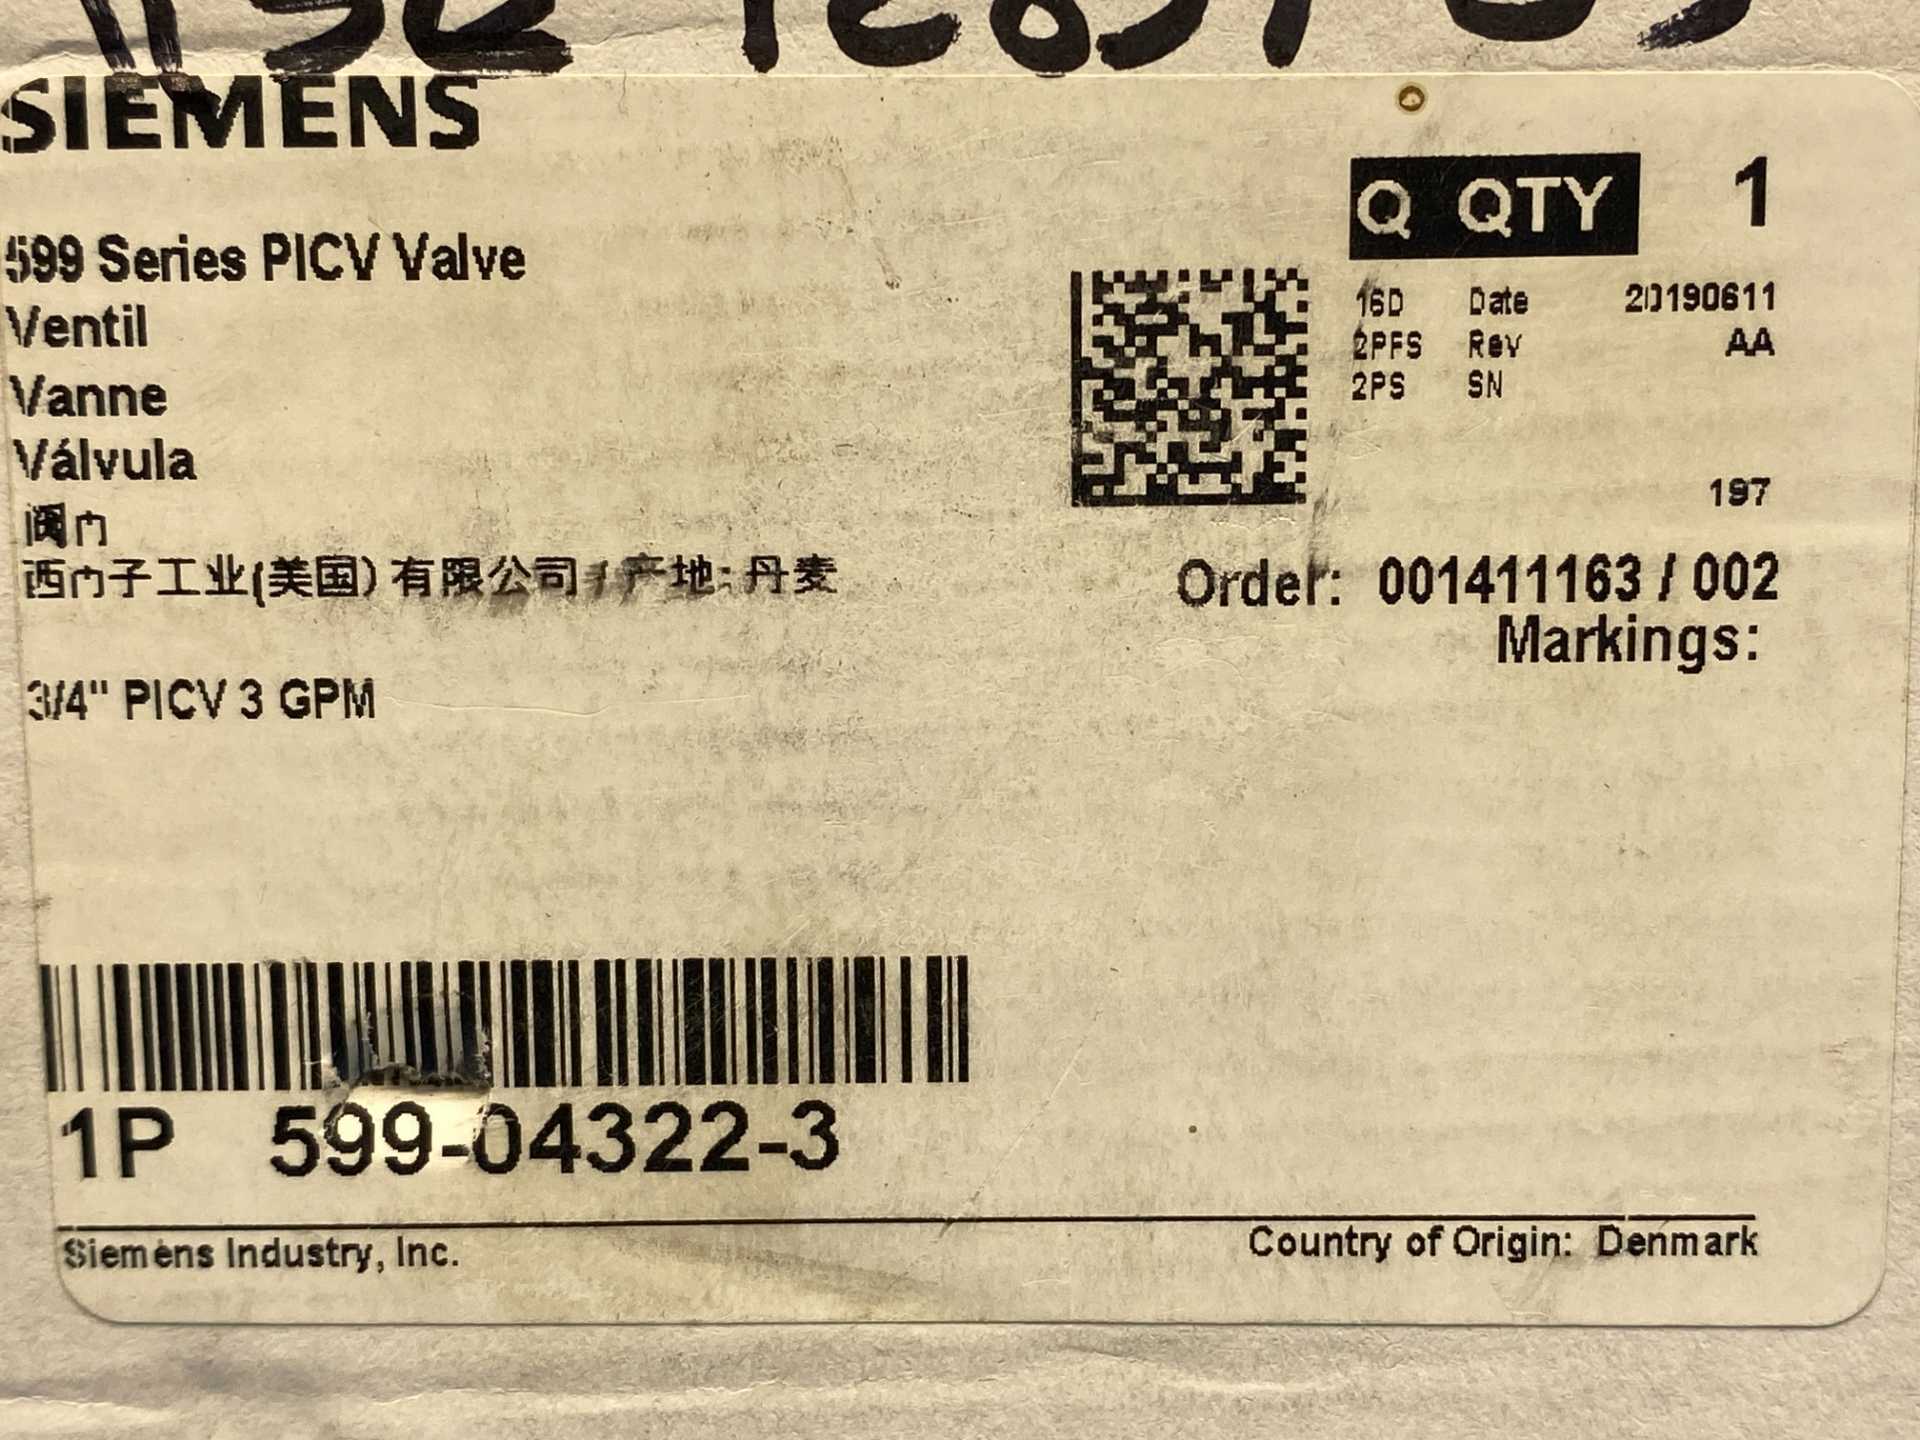 SIEMENS
Q QTY 1
599 Series PICV Valve
Ventil
Vanne
Válvula
阀门
西门子工业(美国)有限公司 / 产地: 丹麦
16D Date 20190611
2PFS Rev AA
2PS SN
197
Order: 001411163 / 002
Markings:
3/4" PICV 3 GPM
1P 599-04322-3
Siemens Industry, Inc.
Country of Origin: Denmark